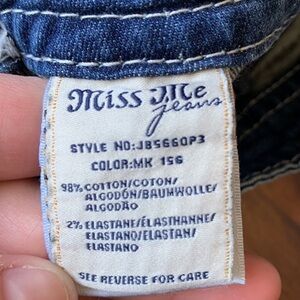 Miss Me
jeans
STYLE NO:JB5660P3
COLOR:MK 156
98% COTTON/COTON/
ALGODÓN/BAUMWOLLE/
ALGODÃO
2% ELASTANE/ÉLASTHANNE/
ELASTANO/ELASTAN/
ELASTANO
SEE REVERSE FOR CARE